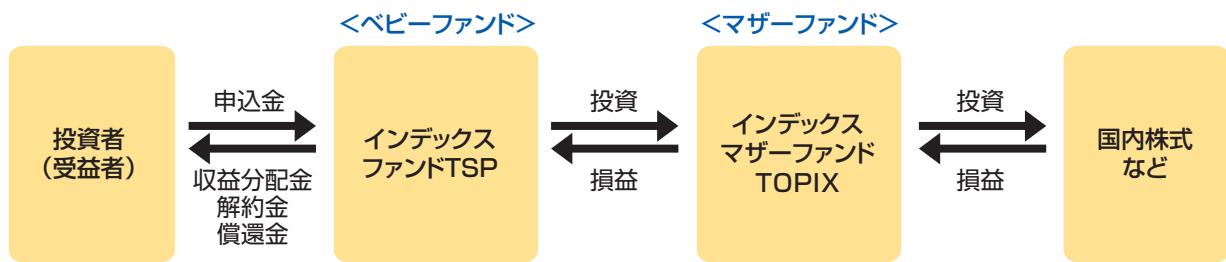 <ベビーファンド>
<マザーファンド>
投資者
(受益者)
申込金
収益分配金
解約金
償還金
インデックス
ファンドTSP
投資
損益
インデックス
マザーファンド
TOPIX
投資
損益
国内株式
など